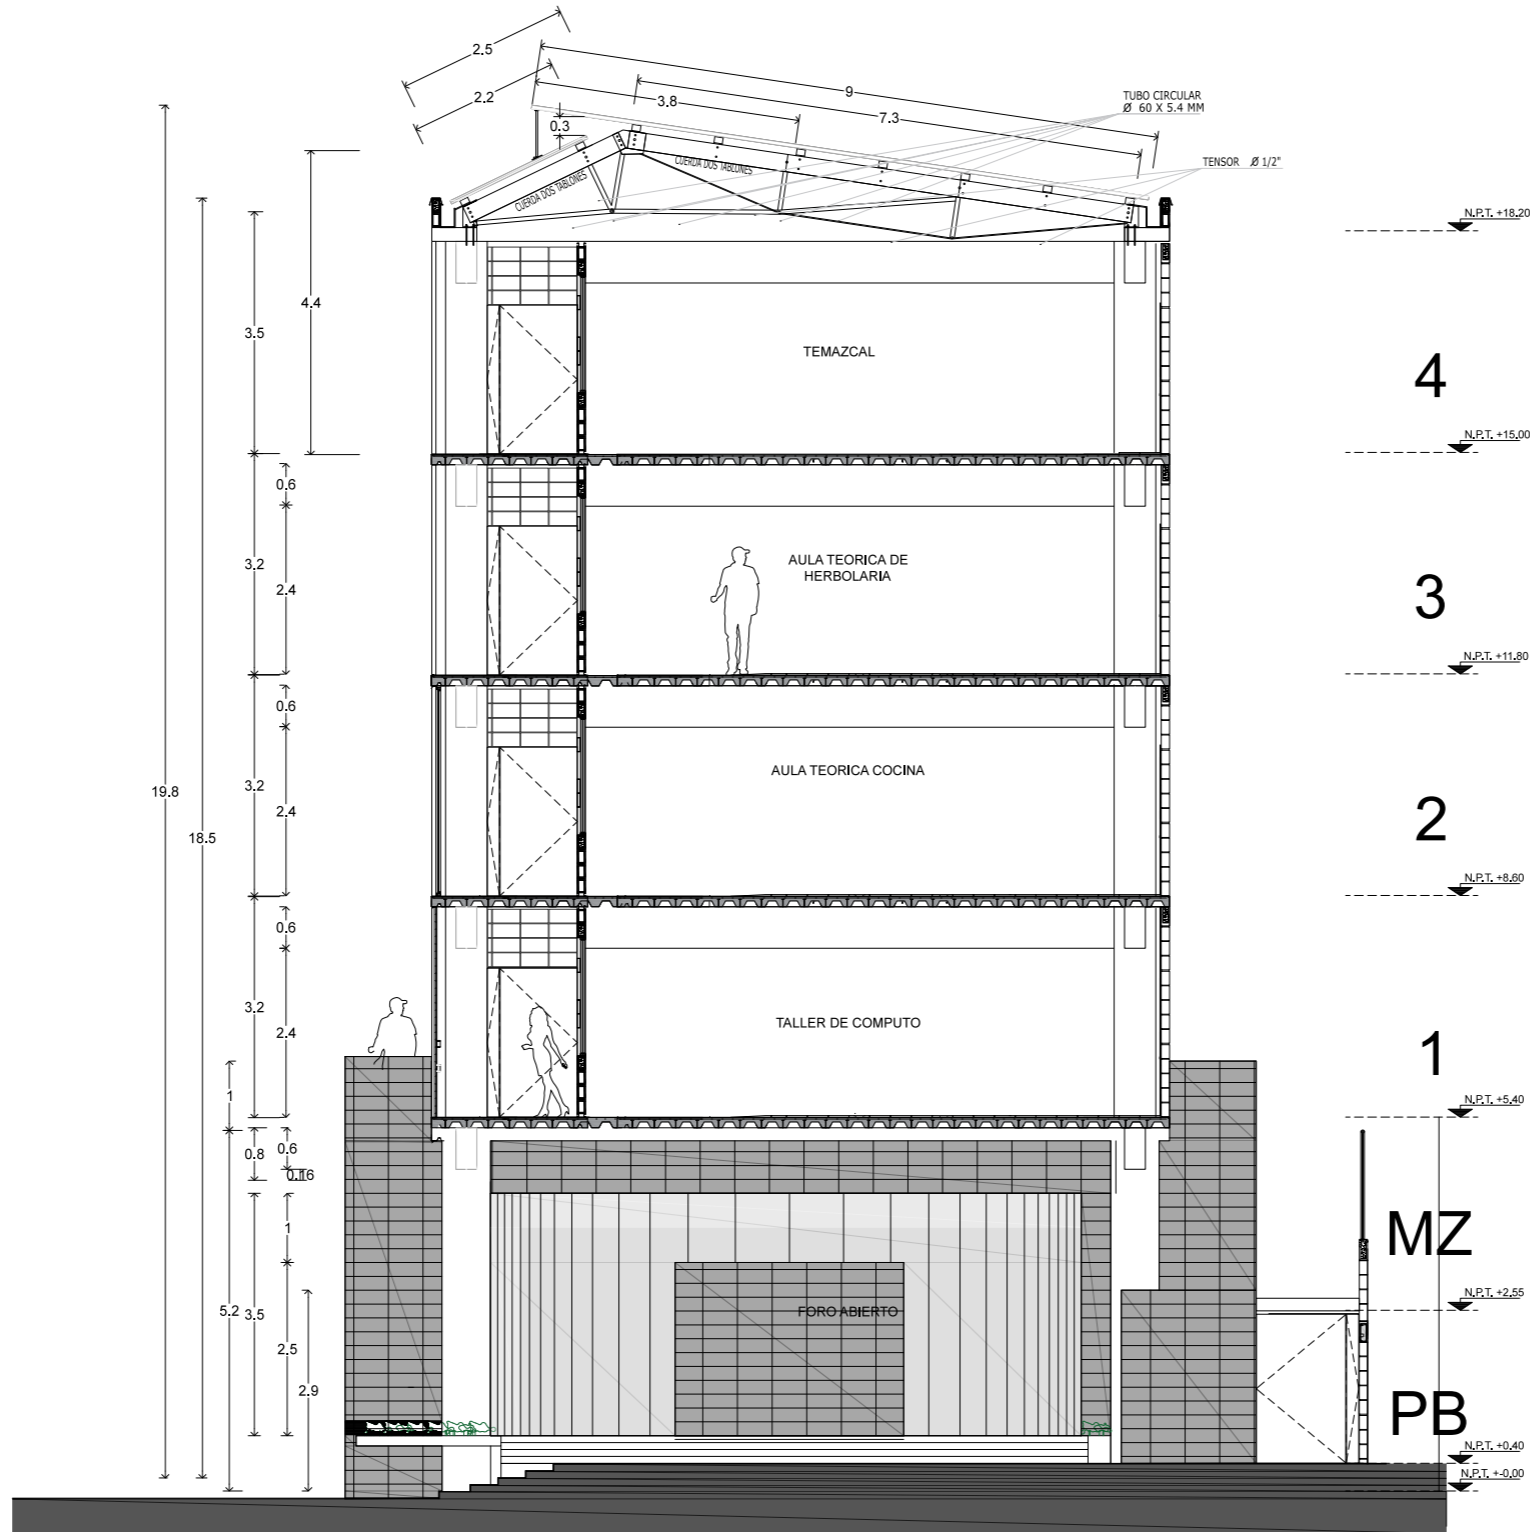 2.5
2.2
9
3.8
7.3
0.3
TUBO CIRCULAR
Ø 60 X 5.4 MM
TENSOR Ø 1/2"
CUERDA DOS TABLONES
CUERDA DOS TABLONES
N.P.T. +18.20
4.4
3.5
TEMAZCAL
4
N.P.T. +15.00
0.6
3.2
2.4
AULA TEORICA DE
HERBOLARIA
3
N.P.T. +11.80
0.6
3.2
2.4
AULA TEORICA COCINA
2
19.8
18.5
N.P.T. +8.60
0.6
3.2
2.4
TALLER DE COMPUTO
1
1
N.P.T. +5.40
0.8
0.6
0.16
1
MZ
N.P.T. +2.55
5.2
3.5
FORO ABIERTO
2.5
2.9
PB
N.P.T. +0.40
N.P.T. +-0.00